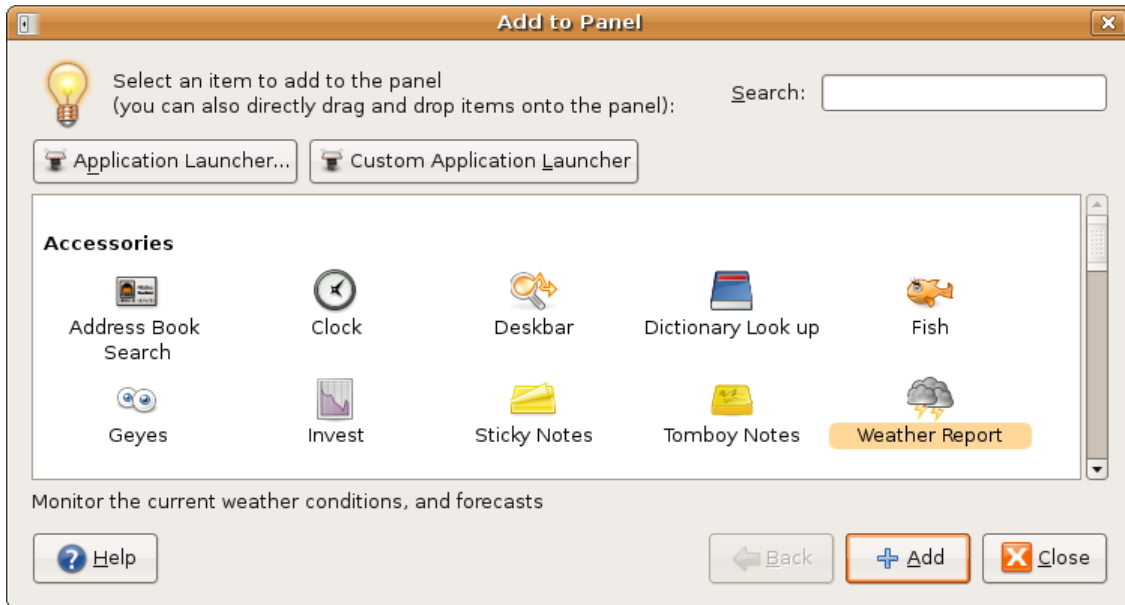 Add to Panel
Select an item to add to the panel
(you can also directly drag and drop items onto the panel):
Search:
Application Launcher...
Custom Application Launcher
Accessories
Address Book
Search
Clock
Deskbar
Dictionary Look up
Fish
Geyes
Invest
Sticky Notes
Tomboy Notes
Weather Report
Monitor the current weather conditions, and forecasts
Help
Back
Add
Close